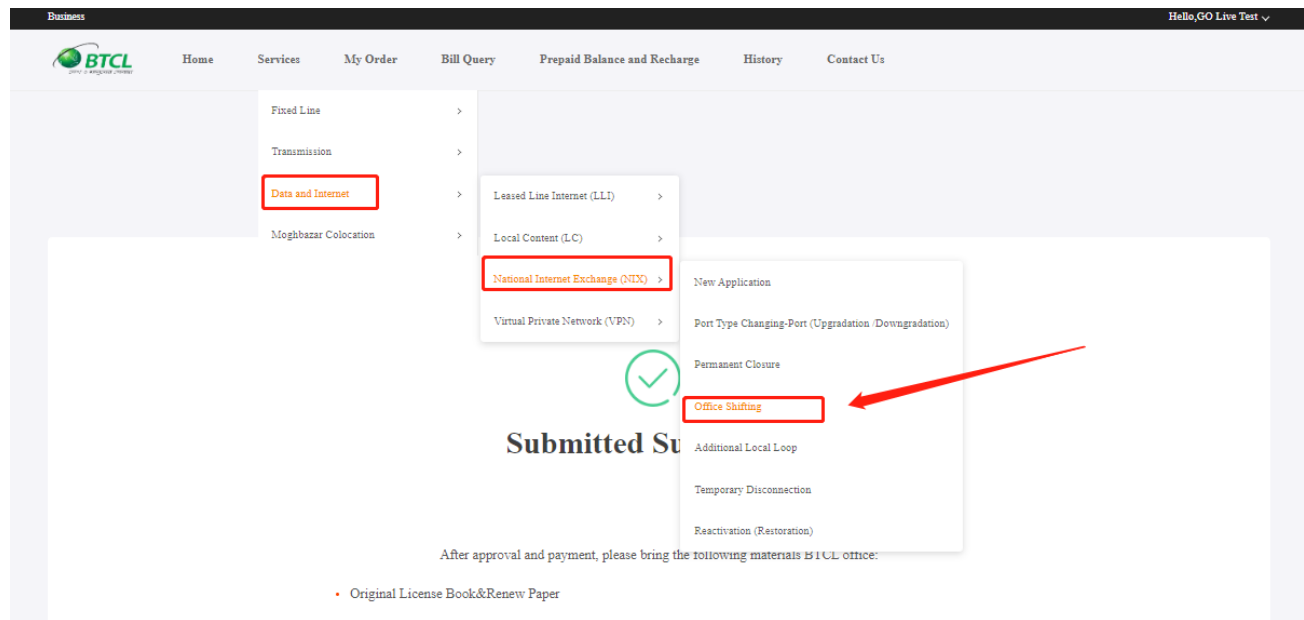 Business
Hello,GO Live Test
BTCL
Home
Services
My Order
Bill Query
Prepaid Balance and Recharge
History
Contact Us
Fixed Line
Transmission
Data and Internet
Moghbazar Colocation
Leased Line Internet (LLI)
Local Content (LC)
National Internet Exchange (NIX)
Virtual Private Network (VPN)
New Application
Port Type Changing-Port (Upgradation /Downgradation)
Permanent Closure
Office Shifting
Additional Local Loop
Temporary Disconnection
Reactivation (Restoration)
Submitted Su
After approval and payment, please bring the following materials BTCL office:
• Original License Book&Renew Paper